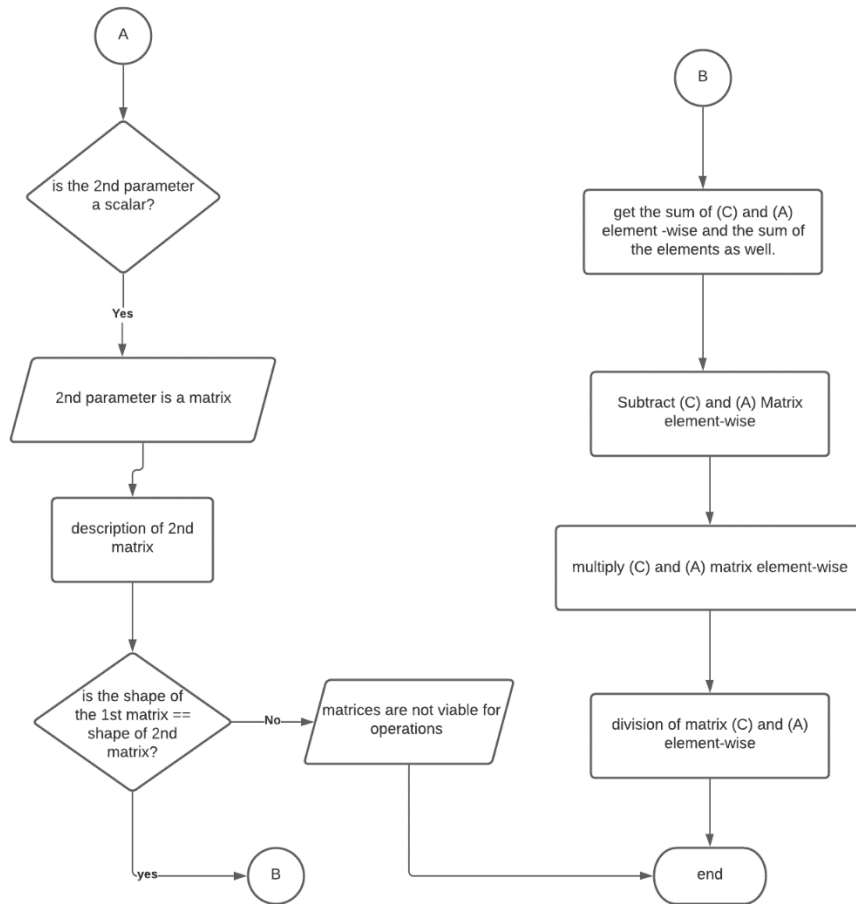 A
is the 2nd parameter
a scalar?
Yes
2nd parameter is a matrix
description of 2nd
matrix
is the shape of
the 1st matrix ==
shape of 2nd
matrix?
No
matrices are not viable for
operations
yes
B
B
get the sum of (C) and (A)
element -wise and the sum of
the elements as well.
Subtract (C) and (A) Matrix
element-wise
multiply (C) and (A) matrix element-wise
division of matrix (C) and (A)
element-wise
end